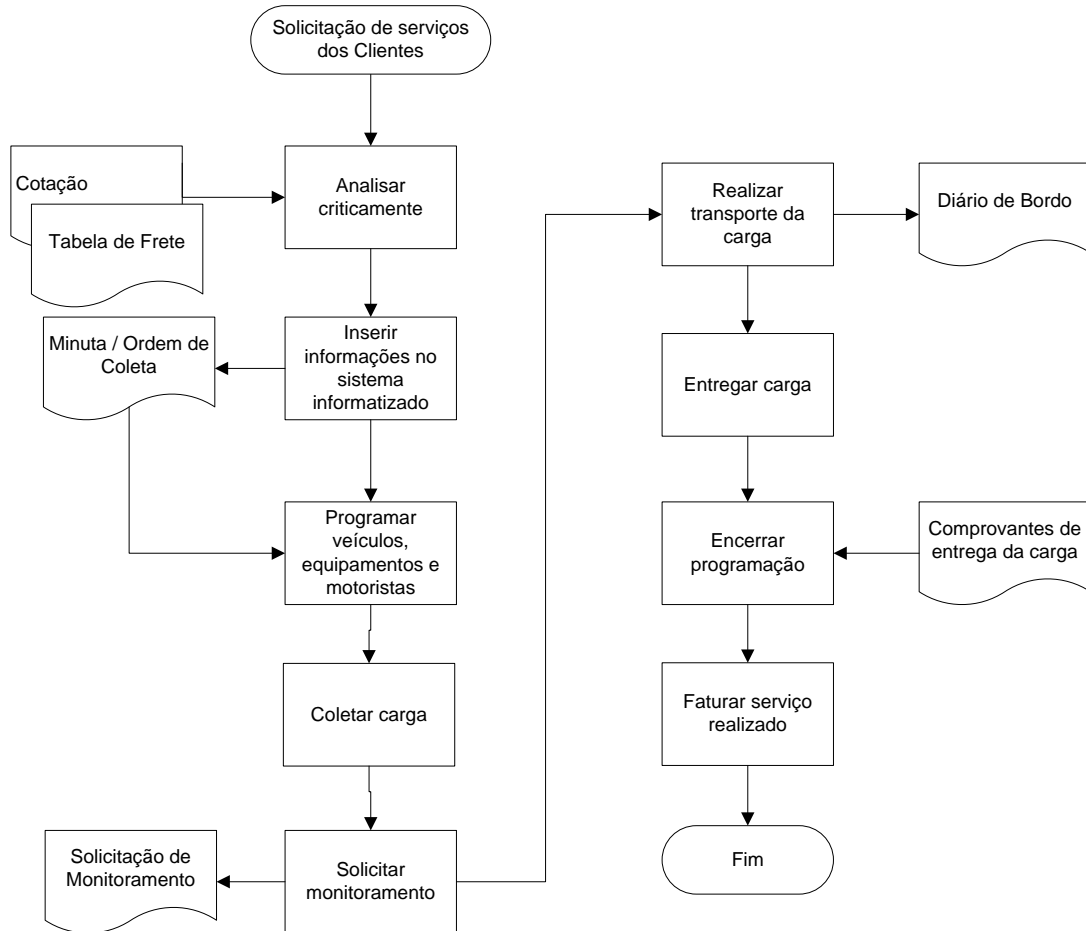 Solicitação de serviços
dos Clientes
Cotação
Tabela de Frete
Analisar
criticamente
Minuta / Ordem de
Coleta
Inserir
informações no
sistema
informatizado
Programar
veículos,
equipamentos e
motoristas
Coletar carga
Solicitação de
Monitoramento
Solicitar
monitoramento
Realizar
transporte da
carga
Diário de Bordo
Entregar carga
Encerrar
programação
Comprovantes de
entrega da carga
Faturar serviço
realizado
Fim